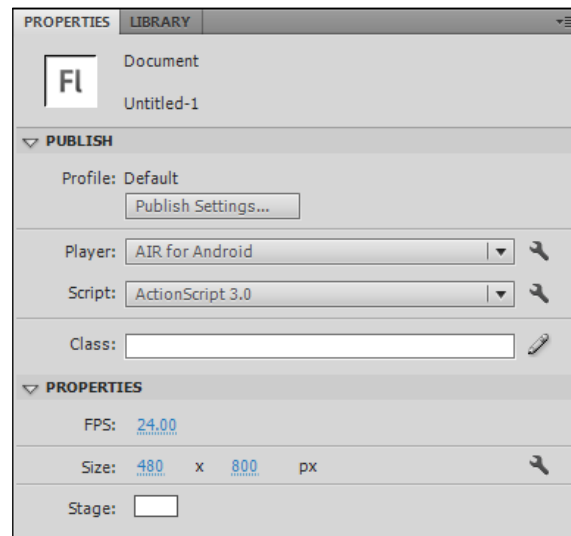 PROPERTIES LIBRARY
Fl Document
Untitled-1
PUBLISH
Profile: Default
Publish Settings...
Player: AIR for Android
Script: ActionScript 3.0
Class:
PROPERTIES
FPS: 24.00
Size: 480 x 800 px
Stage: